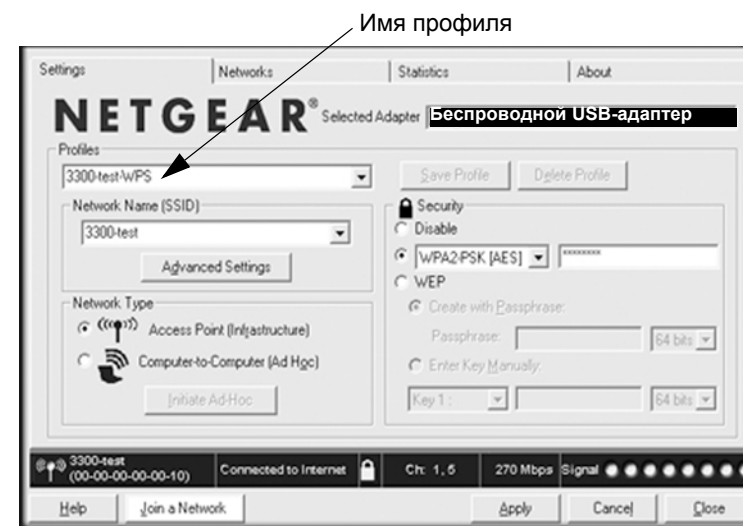 Имя профиля
Settings
Networks
Statistics
About
NETGEAR®
Selected Adapter
Беспроводной USB-адаптер
Profiles
3300-test-WPS
Save Profile
Delete Profile
Network Name (SSID)
3300-test
Advanced Settings
Security
Disable
WPA2-PSK [AES]
********
WEP
Create with Passphrase:
Passphrase:
64 bits
Enter Key Manually:
Key 1 :
64 bits
Network Type
Access Point (Infrastructure)
Computer-to-Computer (Ad Hoc)
Initiate Ad-Hoc
3300-test
(00-00-00-00-00-10)
Connected to Internet
Ch: 1, 5
270 Mbps
Signal
Help
Join a Network
Apply
Cancel
Close